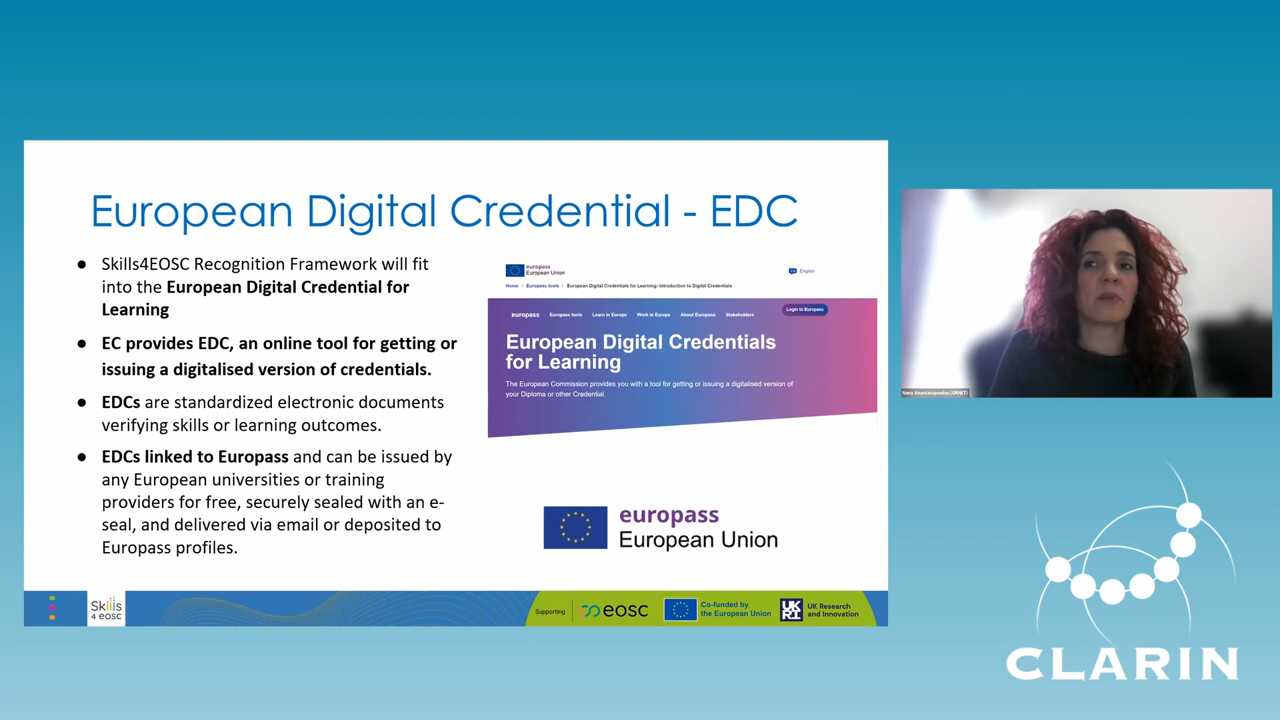 European Digital Credential - EDC
● Skills4EOSC Recognition Framework will fit
into the European Digital Credential for
Learning
● EC provides EDC, an online tool for getting or
issuing a digitalised version of credentials.
● EDCs are standardized electronic documents
verifying skills or learning outcomes.
● EDCs linked to Europass and can be issued by
any European universities or training
providers for free, securely sealed with an e-
seal, and delivered via email or deposited to
Europass profiles.
europass
European Union
English
Home › Europass tools › European Digital Credentials for Learning: Introduction to Digital Credentials
europass Europass tools Learn in Europe Work in Europe About Europass Stakeholders Login to Europass
European Digital Credentials
for Learning
The European Commission provides you with a tool for getting or issuing a digitalised version of
your Diploma or other Credential.
europass
European Union
Skills
4 eosc
Supporting
eosc
Co-funded by
the European Union
UK
RI
UK Research
and Innovation
Nana Anastasopoulou (GRNET)
CLARIN